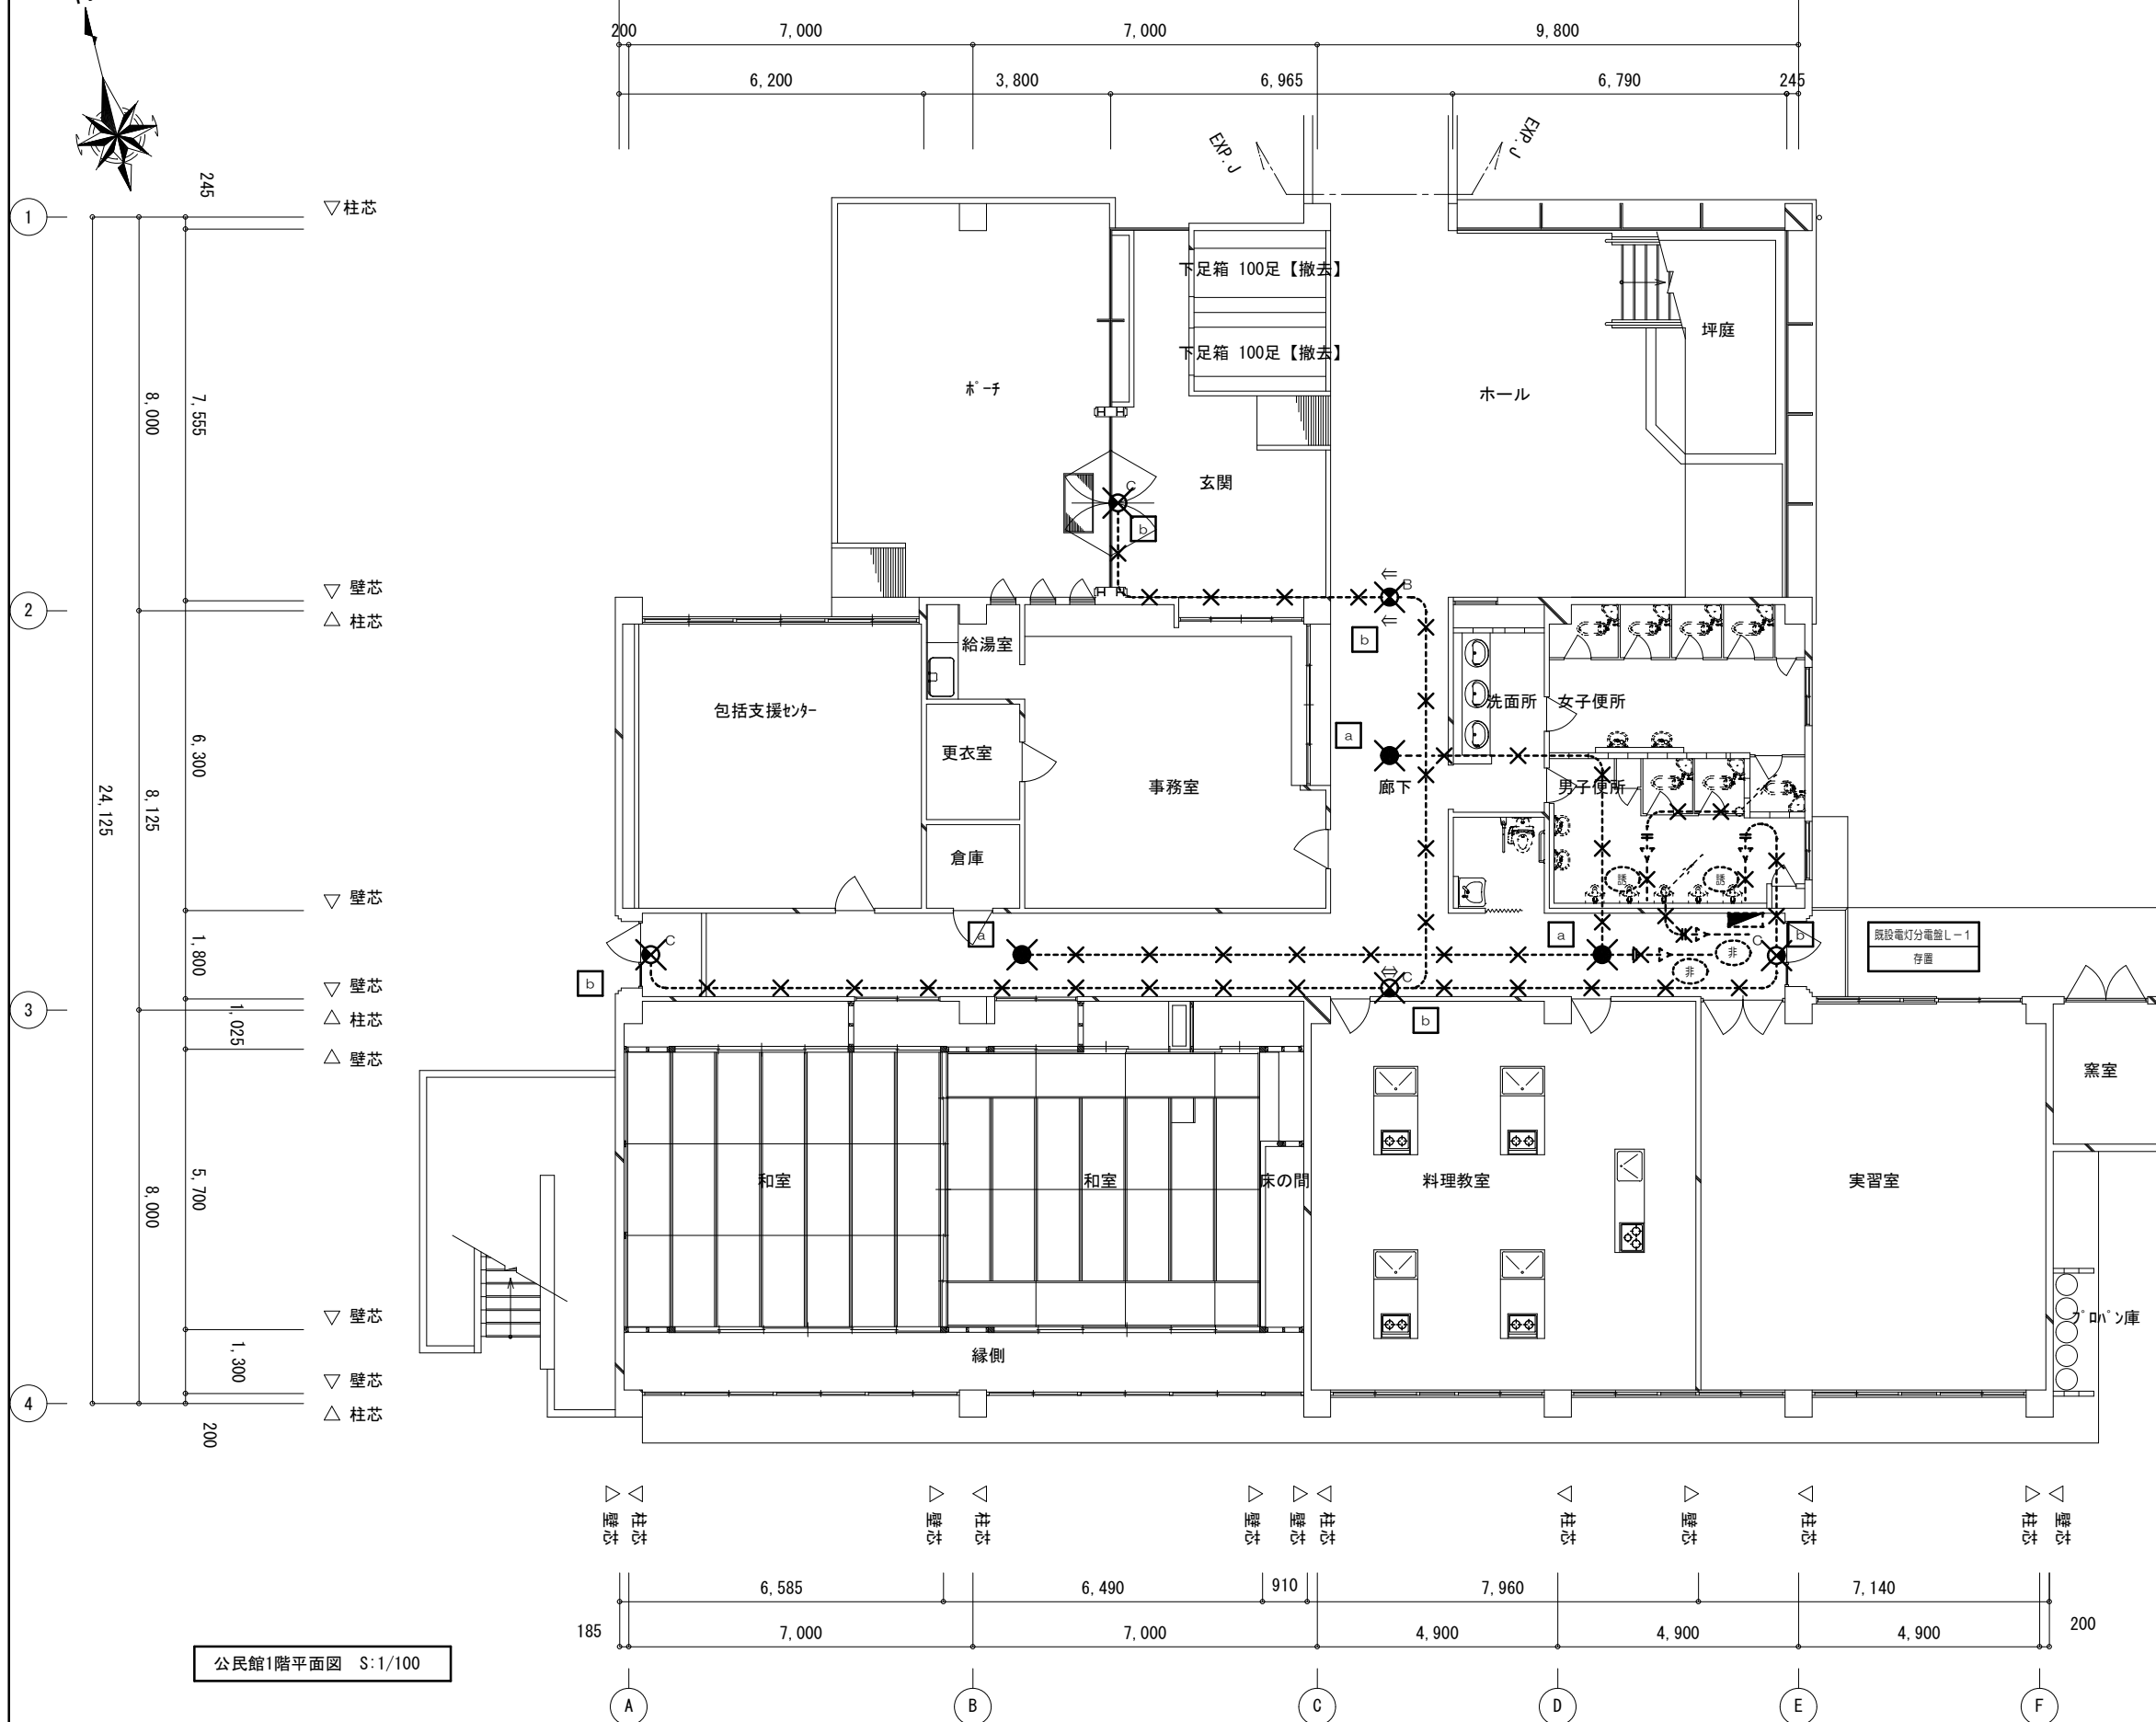 200
7,000
7,000
9,800
6,200
3,800
6,965
6,790
245
EXP.J
EXP.J
245
1
▽柱芯
下足箱 100足【撤去】
下足箱 100足【撤去】
坪庭
ﾎﾟｰﾁ
ホール
8,000
7,555
玄関
C
b
▽ 壁芯
2
△ 柱芯
B
b
給湯室
包括支援ｾﾝﾀｰ
洗面所
女子便所
a
更衣室
事務室
廊下
男子便所
6,300
24,125
8,125
倉庫
誘
誘
▽ 壁芯
a
a
b
C
C
非
非
既設電灯分電盤L－1
存置
1,800
b
C
▽ 壁芯
3
△ 柱芯
b
1,025
△ 壁芯
窯室
和室
和室
床の間
料理教室
実習室
5,700
8,000
▽ 壁芯
ﾌﾟﾛﾊﾟﾝ庫
縁側
1,300
▽ 壁芯
4
△ 柱芯
200
壁芯
柱芯
壁芯
柱芯
壁芯
壁芯
柱芯
柱芯
壁芯
柱芯
柱芯
壁芯
6,585
6,490
910
7,960
7,140
185
7,000
7,000
4,900
4,900
4,900
200
公民館1階平面図 S:1/100
A
B
C
D
E
F